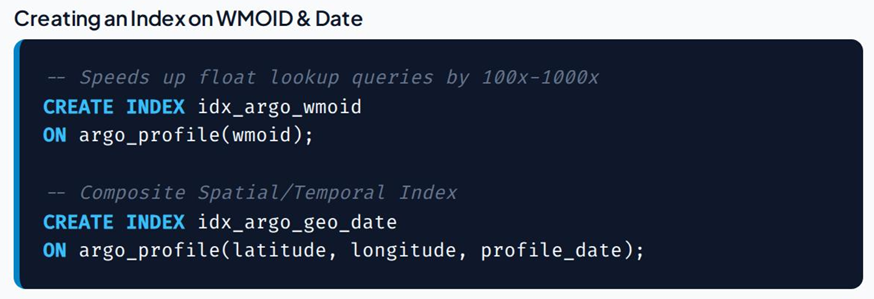 Creating an Index on WMOID & Date
-- Speeds up float lookup queries by 100x-1000x
CREATE INDEX idx_argo_wmoid
ON argo_profile(wmoid);
-- Composite Spatial/Temporal Index
CREATE INDEX idx_argo_geo_date
ON argo_profile(latitude, longitude, profile_date);